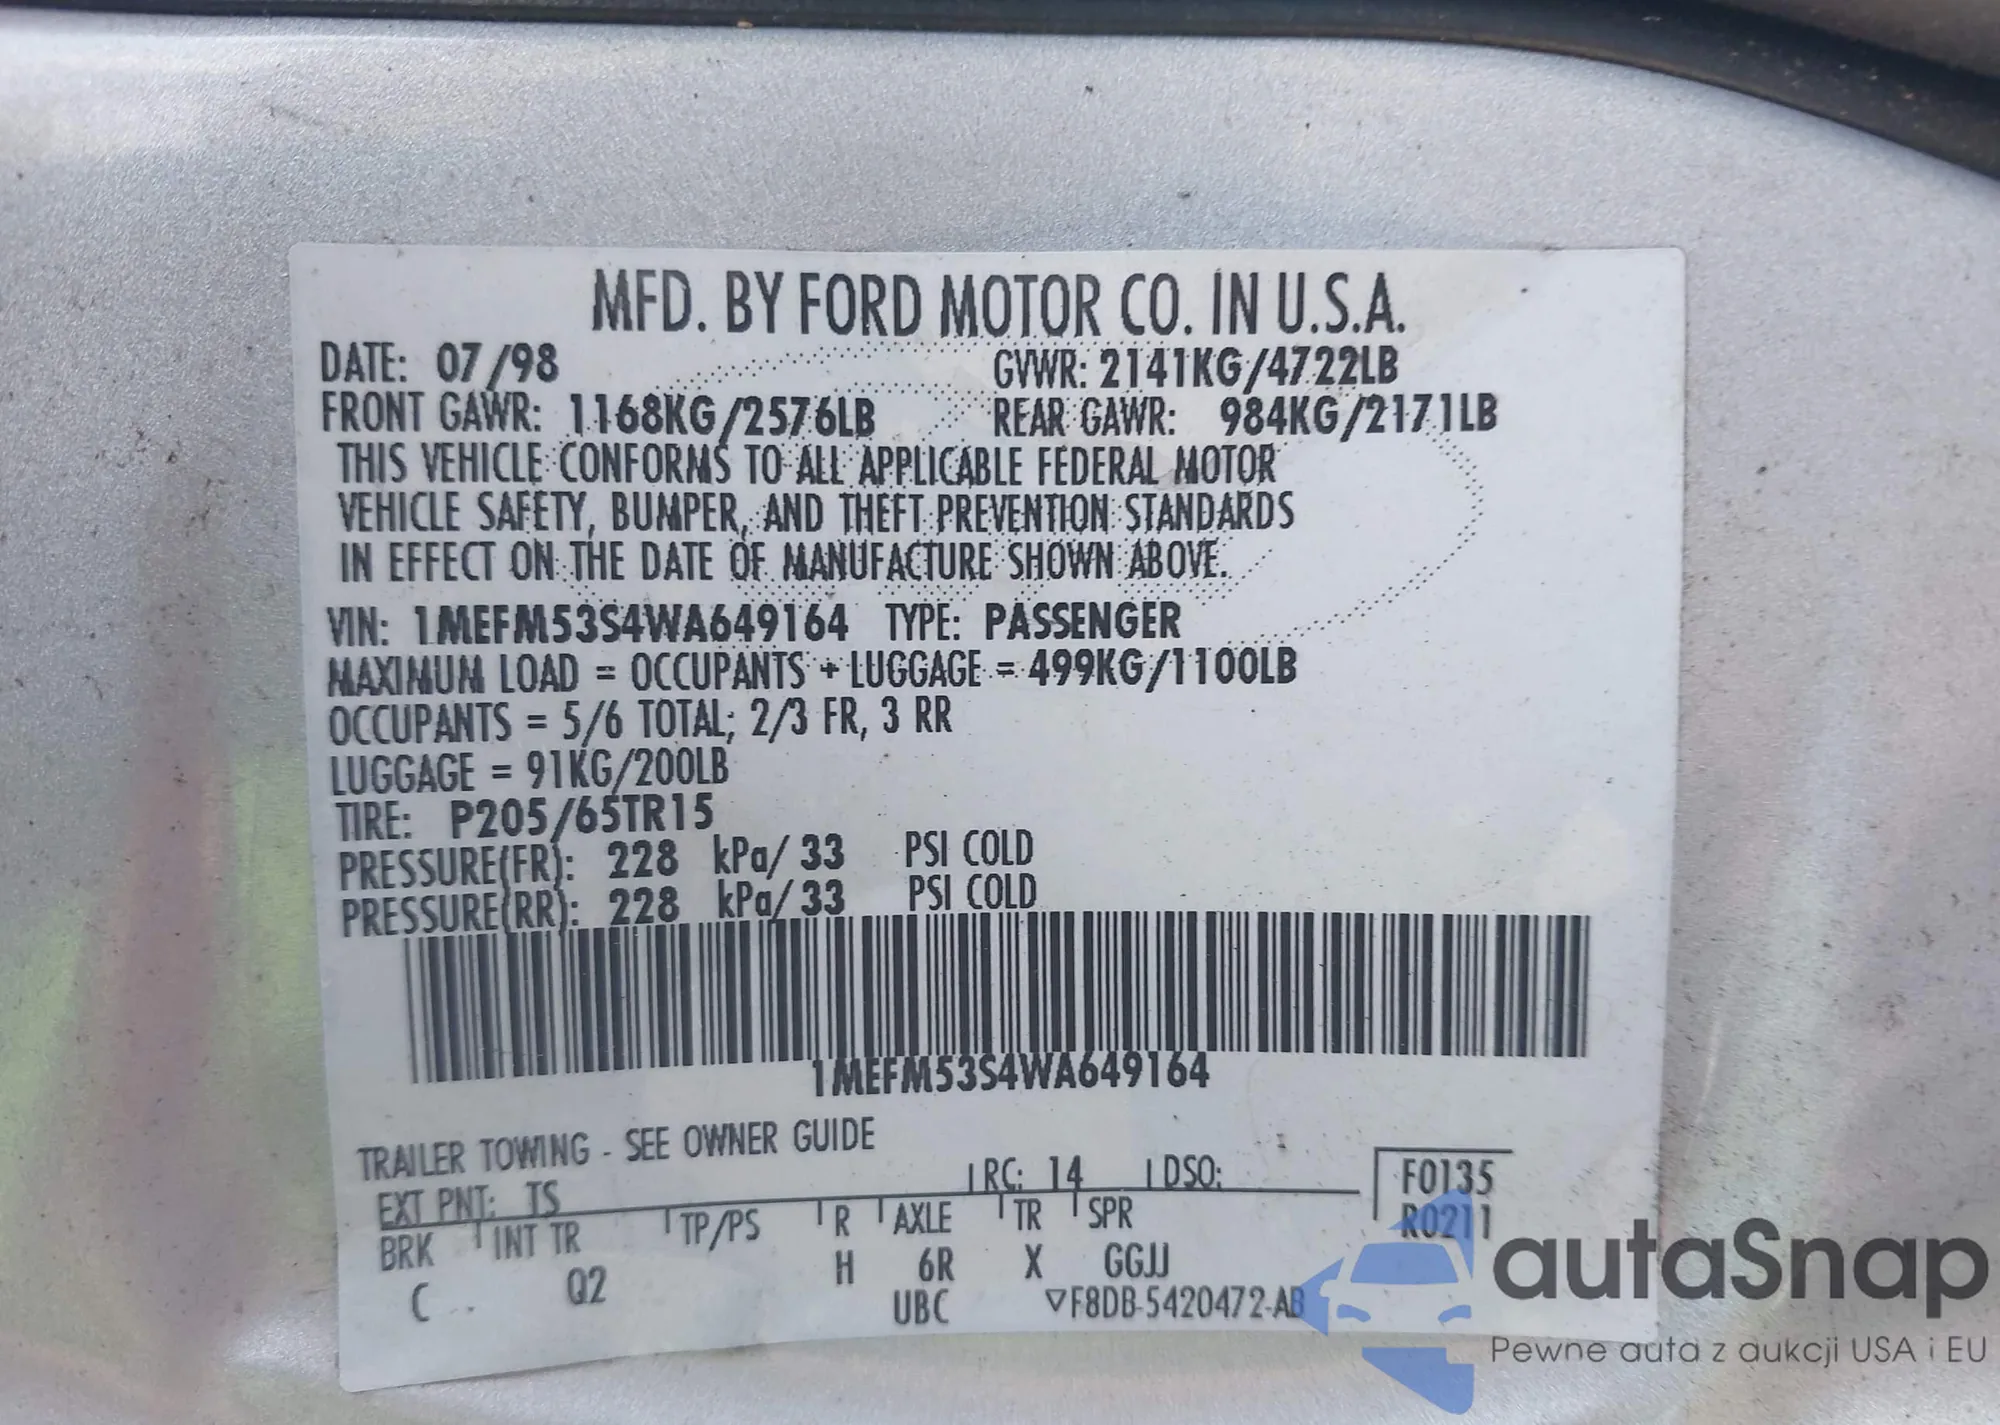 MFD. BY FORD MOTOR CO. IN U.S.A.
DATE: 07/98 GVWR: 2141KG/4722LB
FRONT GAWR: 1168KG/2576LB REAR GAWR: 984KG/2171LB
THIS VEHICLE CONFORMS TO ALL APPLICABLE FEDERAL MOTOR
VEHICLE SAFETY, BUMPER, AND THEFT PREVENTION STANDARDS
IN EFFECT ON THE DATE OF MANUFACTURE SHOWN ABOVE.
VIN: 1MEFM53S4WA649164 TYPE: PASSENGER
MAXIMUM LOAD = OCCUPANTS + LUGGAGE = 499KG/1100LB
OCCUPANTS = 5/6 TOTAL; 2/3 FR, 3 RR
LUGGAGE = 91KG/200LB
TIRE: P205/65TR15
PRESSURE(FR): 228 kPa/ 33 PSI COLD
PRESSURE(RR): 228 kPa/ 33 PSI COLD
1MEFM53S4WA649164
TRAILER TOWING - SEE OWNER GUIDE
EXT PNT: TS RC: 14 DSO: F0135
R0211
BRK INT TR TP/PS R AXLE TR SPR
C Q2 H 6R X GGJJ
UBC ▽F8DB-5420472-AB
autaSnap
Pewne auta z aukcji USA i EU